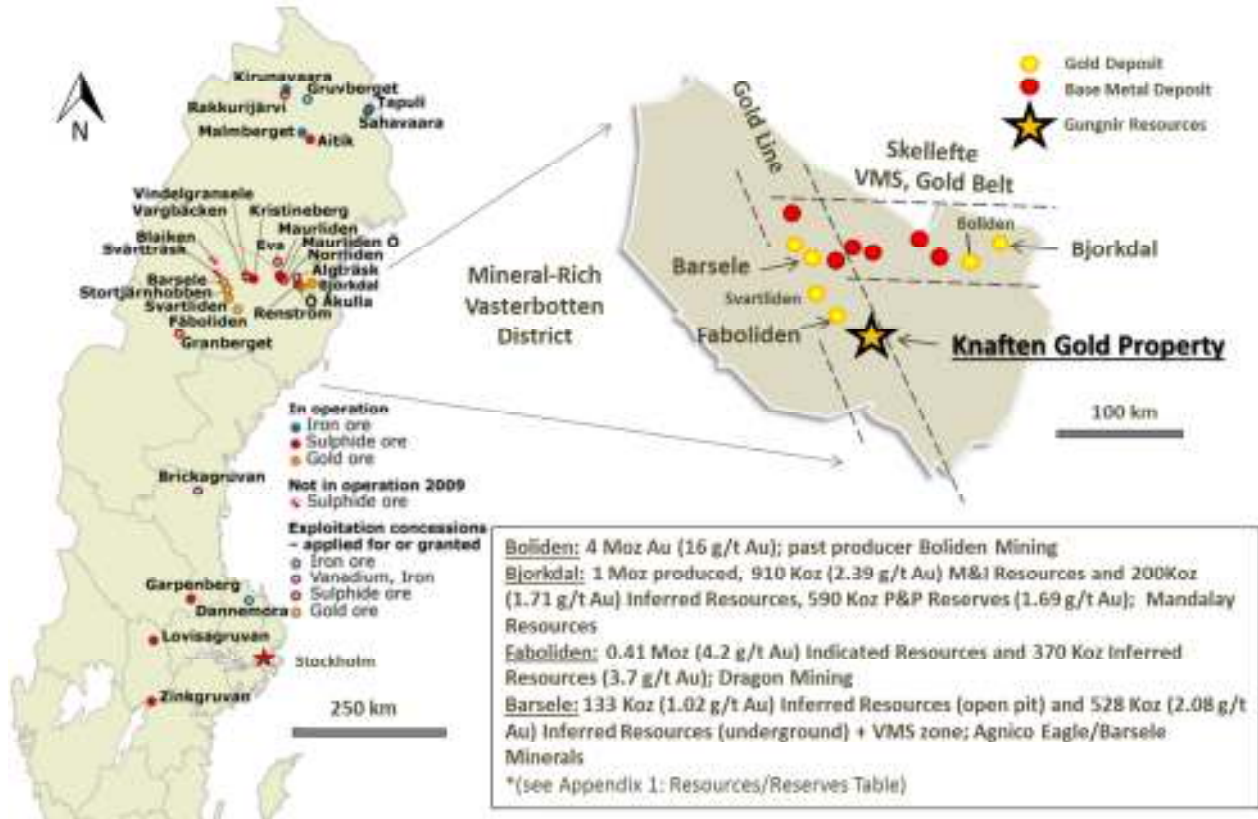 N
Kirunavaara
Gruvberget
Rakkurijärvi
Tapuli
Sahavaara
Malmberget
Aitik
Vindelgransele
Vargbäcken
Kristineberg
Blaiken
Maurliden
Svärtträsk
Eva
Maurliden Ö
Norrliden
Barsele
Älgträsk
Stortjärnhobben
Björkdal
Svartliden
Ö Åkulla
Fäboliden
Renström
Granberget
In operation
Iron ore
Sulphide ore
Gold ore
Brickagruvan
Not in operation 2009
Sulphide ore
Exploitation concessions
– applied for or granted
Iron ore
Vanadium, Iron
Sulphide ore
Gold ore
Garpenberg
Dannemora
Lovisagruvan
Stockholm
Zinkgruvan
250 km
Gold Deposit
Base Metal Deposit
Gungnir Resources
Gold Line
Skellefte
VMS, Gold Belt
Boliden
Bjorkdal
Barsele
Mineral-Rich
Vasterbotten
District
Svartliden
Faboliden
Knaften Gold Property
100 km
Boliden: 4 Moz Au (16 g/t Au); past producer Boliden Mining
Bjorkdal: 1 Moz produced, 910 Koz (2.39 g/t Au) M&I Resources and 200Koz
(1.71 g/t Au) Inferred Resources, 590 Koz P&P Reserves (1.69 g/t Au); Mandalay
Resources
Faboliden: 0.41 Moz (4.2 g/t Au) Indicated Resources and 370 Koz Inferred
Resources (3.7 g/t Au); Dragon Mining
Barsele: 133 Koz (1.02 g/t Au) Inferred Resources (open pit) and 528 Koz (2.08 g/t
Au) Inferred Resources (underground) + VMS zone; Agnico Eagle/Barsele
Minerals
*(see Appendix 1: Resources/Reserves Table)